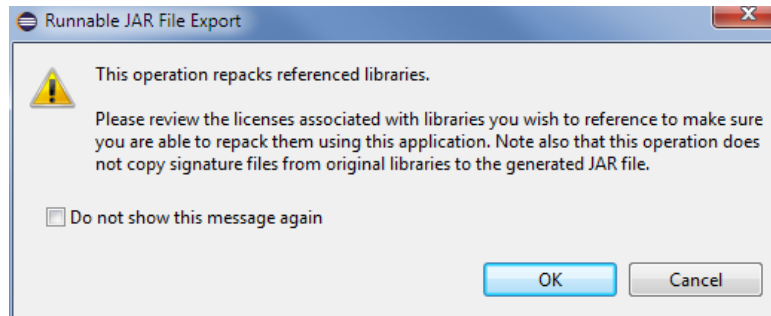 Runnable JAR File Export
This operation repacks referenced libraries.
Please review the licenses associated with libraries you wish to reference to make sure
you are able to repack them using this application. Note also that this operation does
not copy signature files from original libraries to the generated JAR file.
Do not show this message again
OK
Cancel